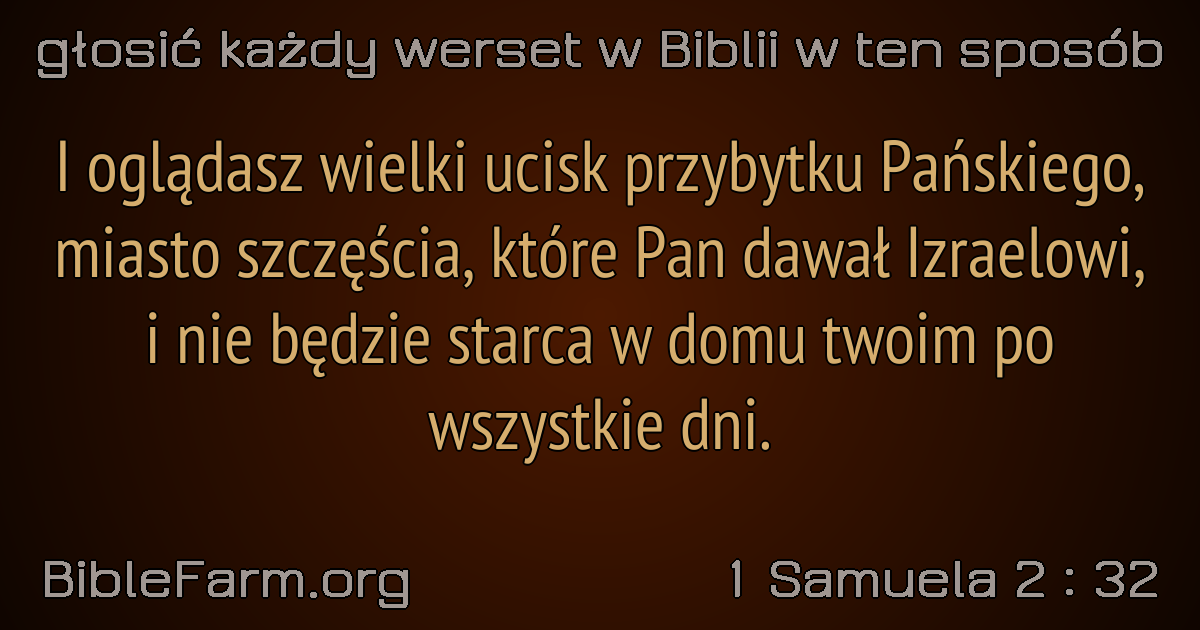 głosić każdy werset w Biblii w ten sposób
I oglądasz wielki ucisk przybytku Pańskiego,
miasto szczęścia, które Pan dawał Izraelowi,
i nie będzie starca w domu twoim po
wszystkie dni.
BibleFarm.org
1 Samuela 2 : 32